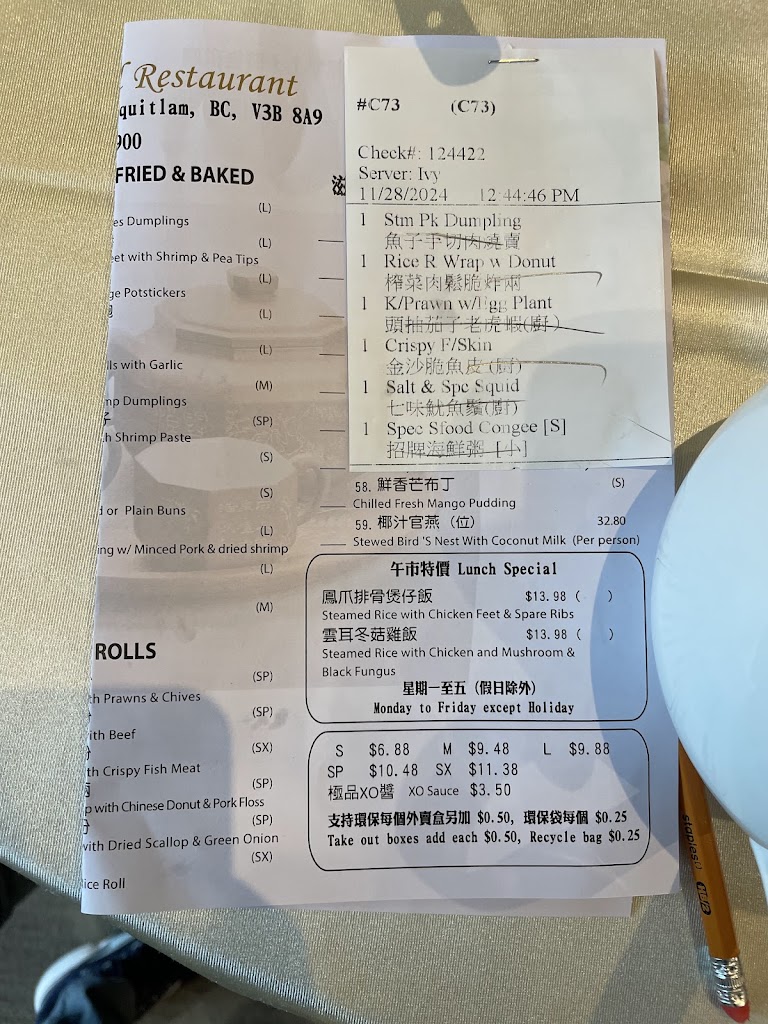 Restaurant
quitlam, BC, V3B 8A9
900
FRIED & BAKED
(L)
es Dumplings
(L)
eet with Shrimp & Pea Tips
(L)
ge Potstickers
(L)
(L)
lls with Garlic
(M)
mp Dumplings
(SP)
子
h Shrimp Paste
(S)
(S)
d or Plain Buns
(L)
ing w/ Minced Pork & dried shrimp
(L)
(M)
ROLLS
(SP)
th Prawns & Chives
(SP)
ith Beef
(SX)
th Crispy Fish Meat
(SP)
p with Chinese Donut & Pork Floss
(SP)
with Dried Scallop & Green Onion
(SX)
ice Roll
#C73 (C73)
Check#: 124422
Server: Ivy
11/28/2024 12:44:46 PM
1 Stm Pk Dumpling
魚子手切肉燒賣
1 Rice R Wrap w Donut
榨菜肉鬆脆炸兩
1 K/Prawn w/Egg Plant
頭抽茄子老虎蝦(廚)
1 Crispy F/Skin
金沙脆魚皮(廚)
1 Salt & Spc Squid
七味魷魚鬚(廚)
1 Spec Sfood Congee [S]
招牌海鮮粥 [小]
58. 鮮香芒布丁 (S)
Chilled Fresh Mango Pudding
59. 椰汁官燕（位） 32.80
Stewed Bird 'S Nest With Coconut Milk (Per person)
午市特價 Lunch Special
鳳爪排骨煲仔飯 $13.98 ( )
Steamed Rice with Chicken Feet & Spare Ribs
雲耳冬菇雞飯 $13.98 ( )
Steamed Rice with Chicken and Mushroom &
Black Fungus
星期一至五（假日除外）
Monday to Friday except Holiday
S $6.88 M $9.48 L $9.88
SP $10.48 SX $11.38
極品XO醬 XO Sauce $3.50
支持環保每個外賣盒另加 $0.50, 環保袋每個 $0.25
Take out boxes add each $0.50, Recycle bag $0.25
staples